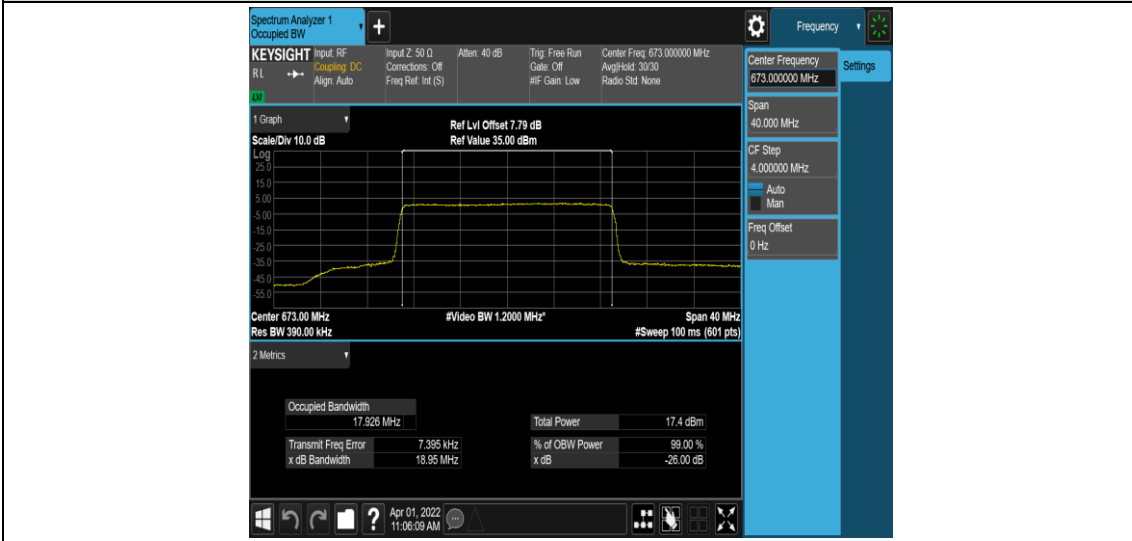 Spectrum Analyzer 1
Occupied BW
+
Frequency
KEYSIGHT Input: RF Input Z: 50 Ω Atten: 40 dB Trig: Free Run Center Freq: 673.000000 MHz
RL Coupling: DC Corrections: Off Gate: Off Avg|Hold: 30/30
Align: Auto Freq Ref: Int (S) #IF Gain: Low Radio Std: None
Center Frequency
673.000000 MHz
Settings
Span
40.000 MHz
CF Step
4.000000 MHz
Auto
Man
Freq Offset
0 Hz
1 Graph
Ref Lvl Offset 7.79 dB
Scale/Div 10.0 dB Ref Value 35.00 dBm
Log
25.0
15.0
5.00
-5.00
-15.0
-25.0
-35.0
-45.0
-55.0
Center 673.00 MHz #Video BW 1.2000 MHz* Span 40 MHz
Res BW 390.00 kHz #Sweep 100 ms (601 pts)
2 Metrics
Occupied Bandwidth
17.926 MHz Total Power 17.4 dBm
Transmit Freq Error 7.395 kHz % of OBW Power 99.00 %
x dB Bandwidth 18.95 MHz x dB -26.00 dB
? Apr 01, 2022
11:06:09 AM